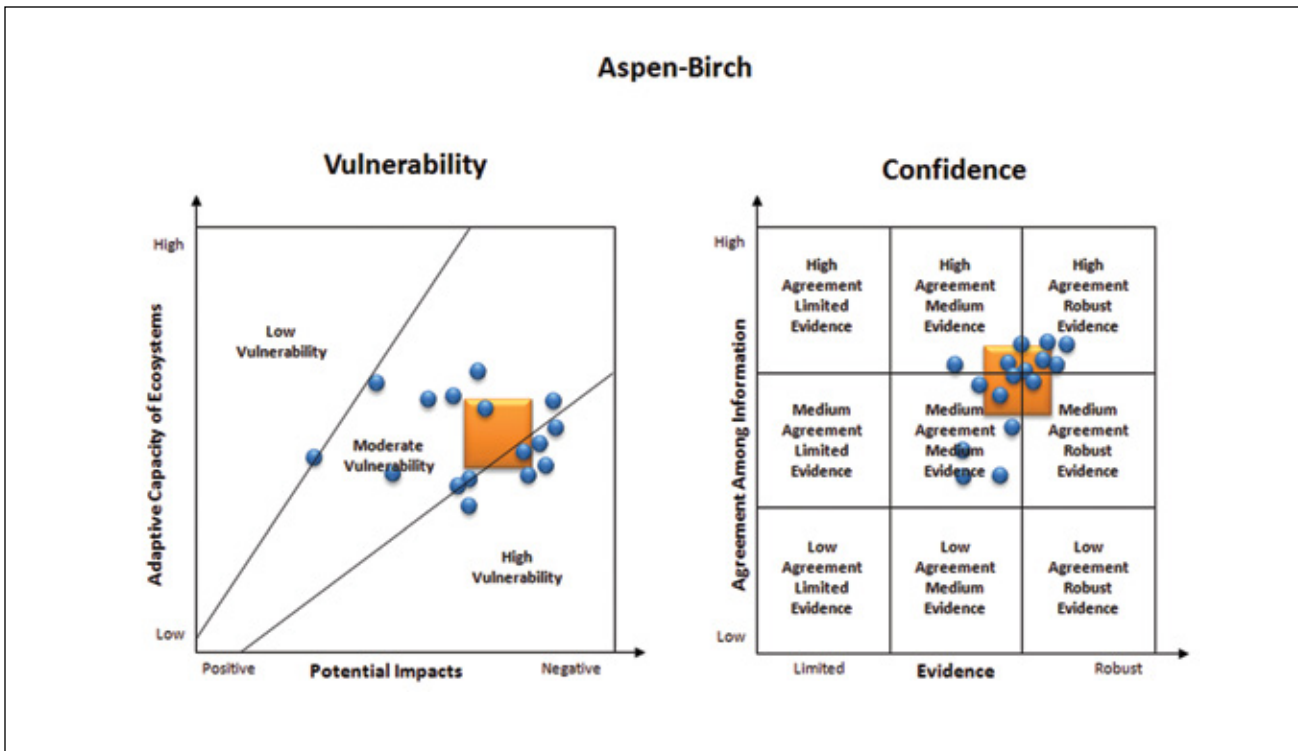 Aspen-Birch
Vulnerability
High
Low
Vulnerability
Moderate
Vulnerability
High
Vulnerability
Low
Adaptive Capacity of Ecosystems
Positive
Potential Impacts
Negative
Confidence
High
High
Agreement
Limited
Evidence
High
Agreement
Medium
Evidence
High
Agreement
Robust
Evidence
Medium
Agreement
Limited
Evidence
Medium
Agreement
Medium
Evidence
Medium
Agreement
Robust
Evidence
Low
Agreement
Limited
Evidence
Low
Agreement
Medium
Evidence
Low
Agreement
Robust
Evidence
Low
Agreement Among Information
Limited
Evidence
Robust